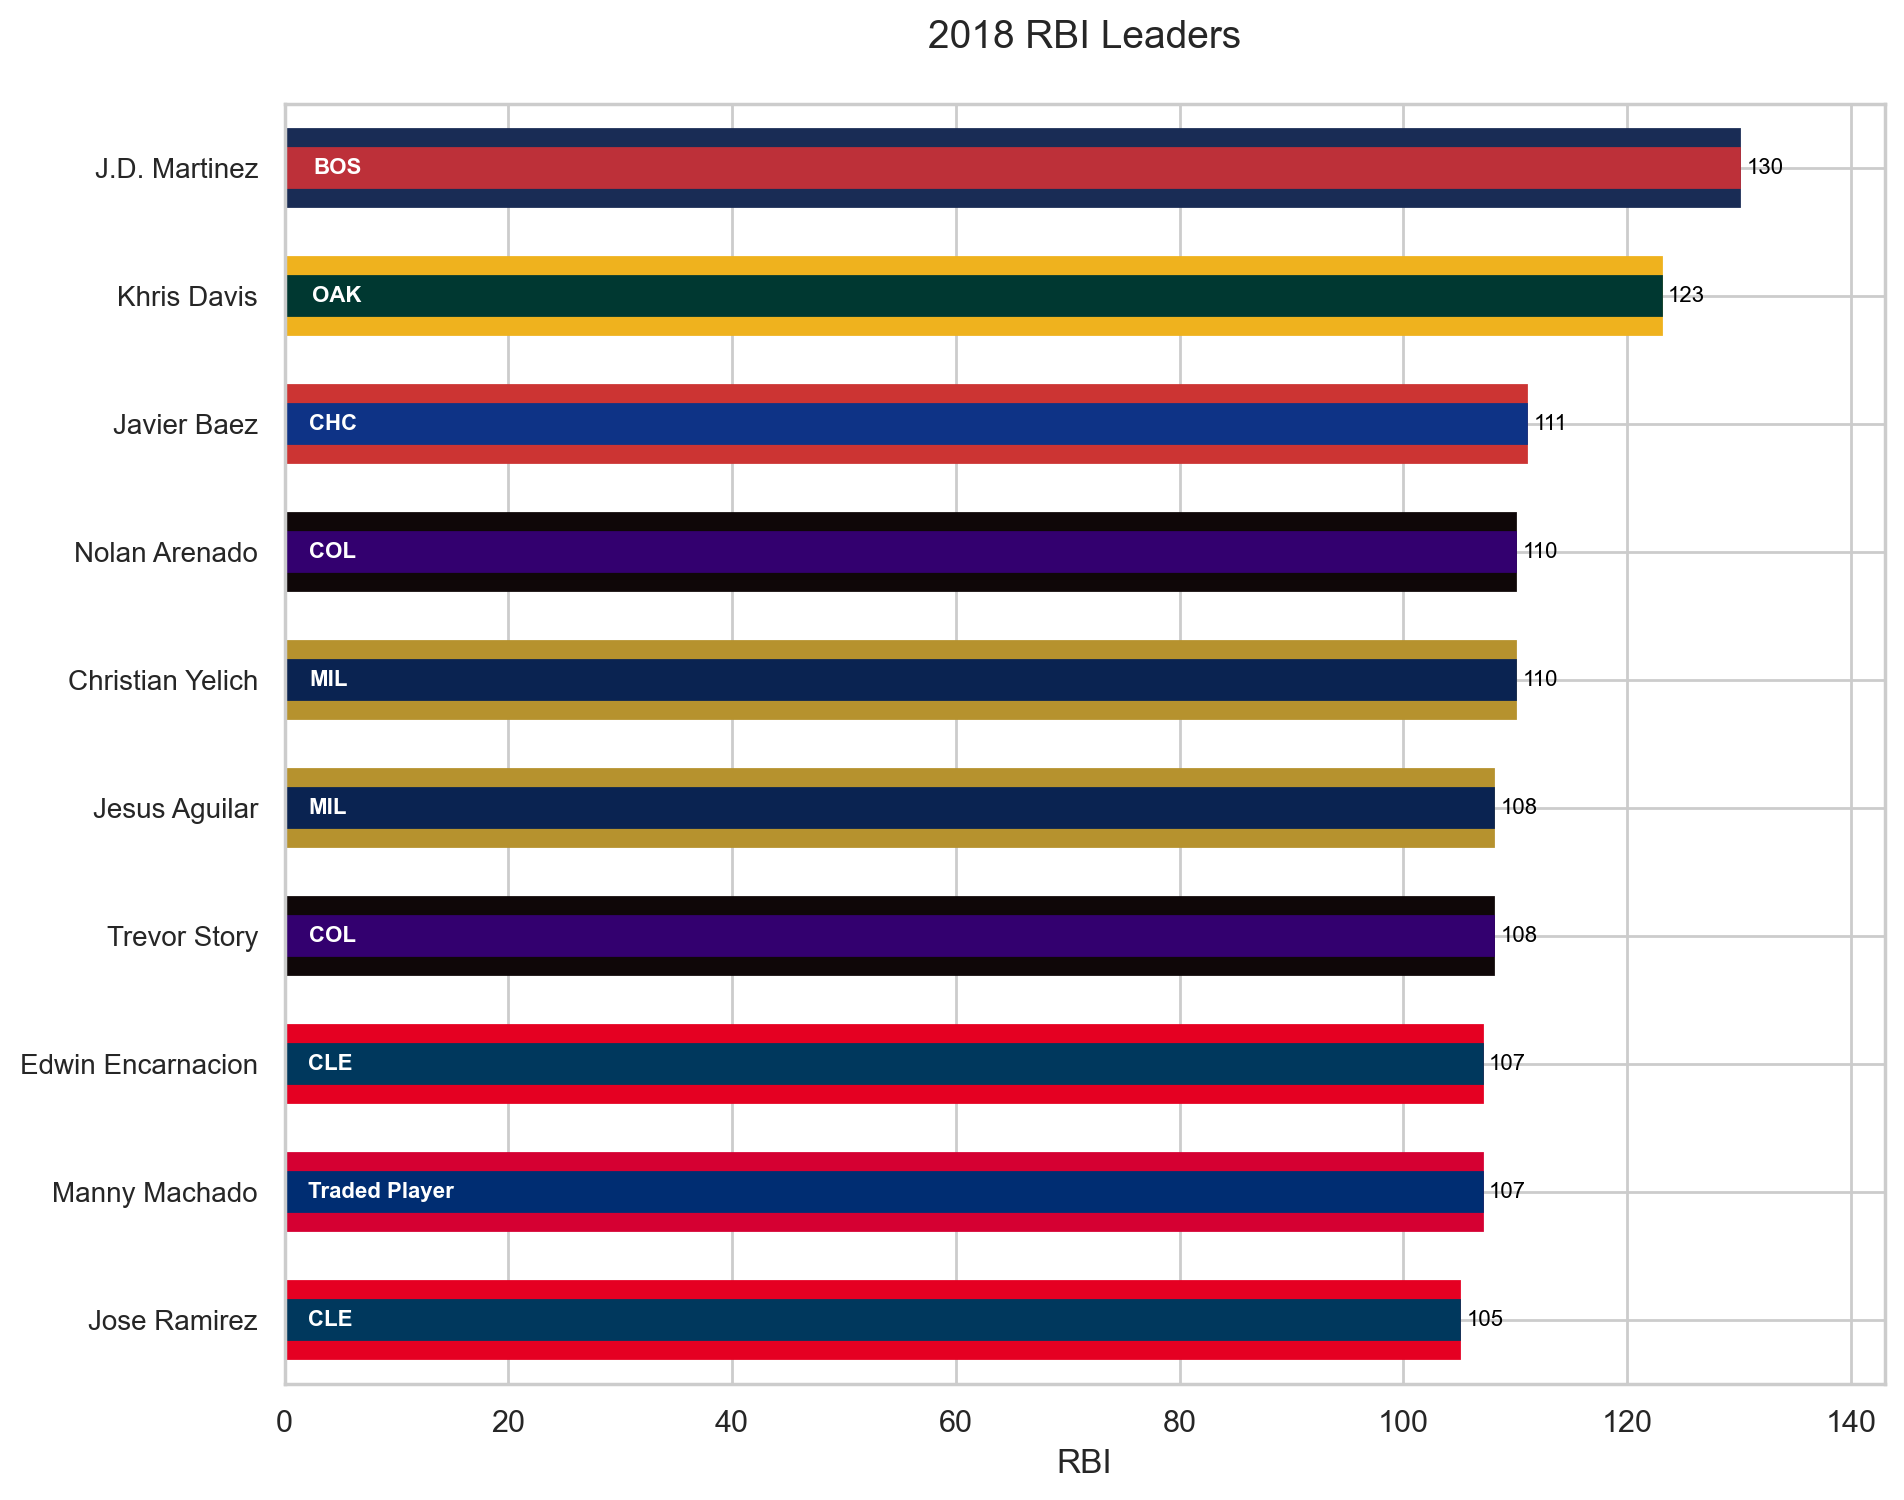 2018 RBI Leaders
J.D. Martinez BOS 130
Khris Davis OAK 123
Javier Baez CHC 111
Nolan Arenado COL 110
Christian Yelich MIL 110
Jesus Aguilar MIL 108
Trevor Story COL 108
Edwin Encarnacion CLE 107
Manny Machado Traded Player 107
Jose Ramirez CLE 105
0 20 40 60 80 100 120 140
RBI